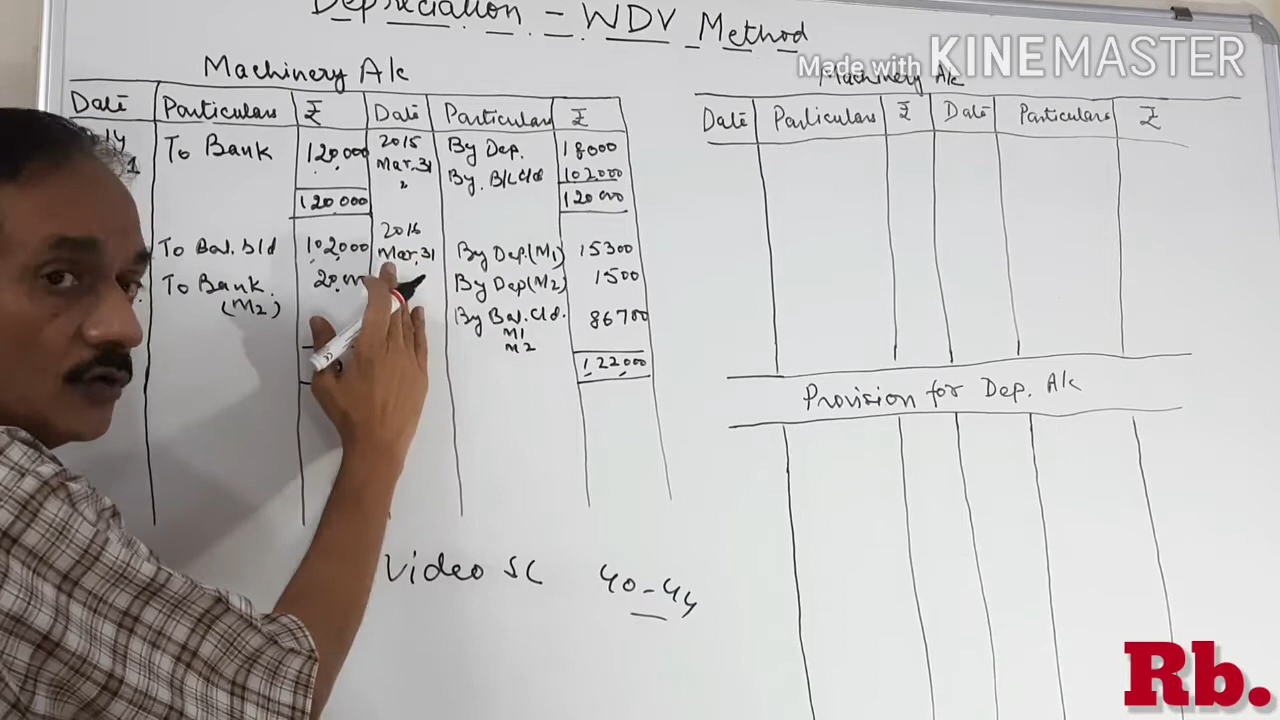 Depreciation - WDV Method
Made with KINEMASTER
Machinery A/c
Date Particulars ₹ Date Particulars ₹
To Bank 120000 2015 Mar.31 By Dep. 18000
By B/L c/d 102000
120000 120000
To Bal. b/d 102000 2016 Mar.31 By Dep.(M1) 15300
To Bank (M2) By Dep(M2) 1500
By Bal. c/d. 86700
M1
M2
122000
Video SC 40-44
Machinery A/c
Date Particulars ₹ Date Particulars ₹
Provision for Dep. A/c
Rb.